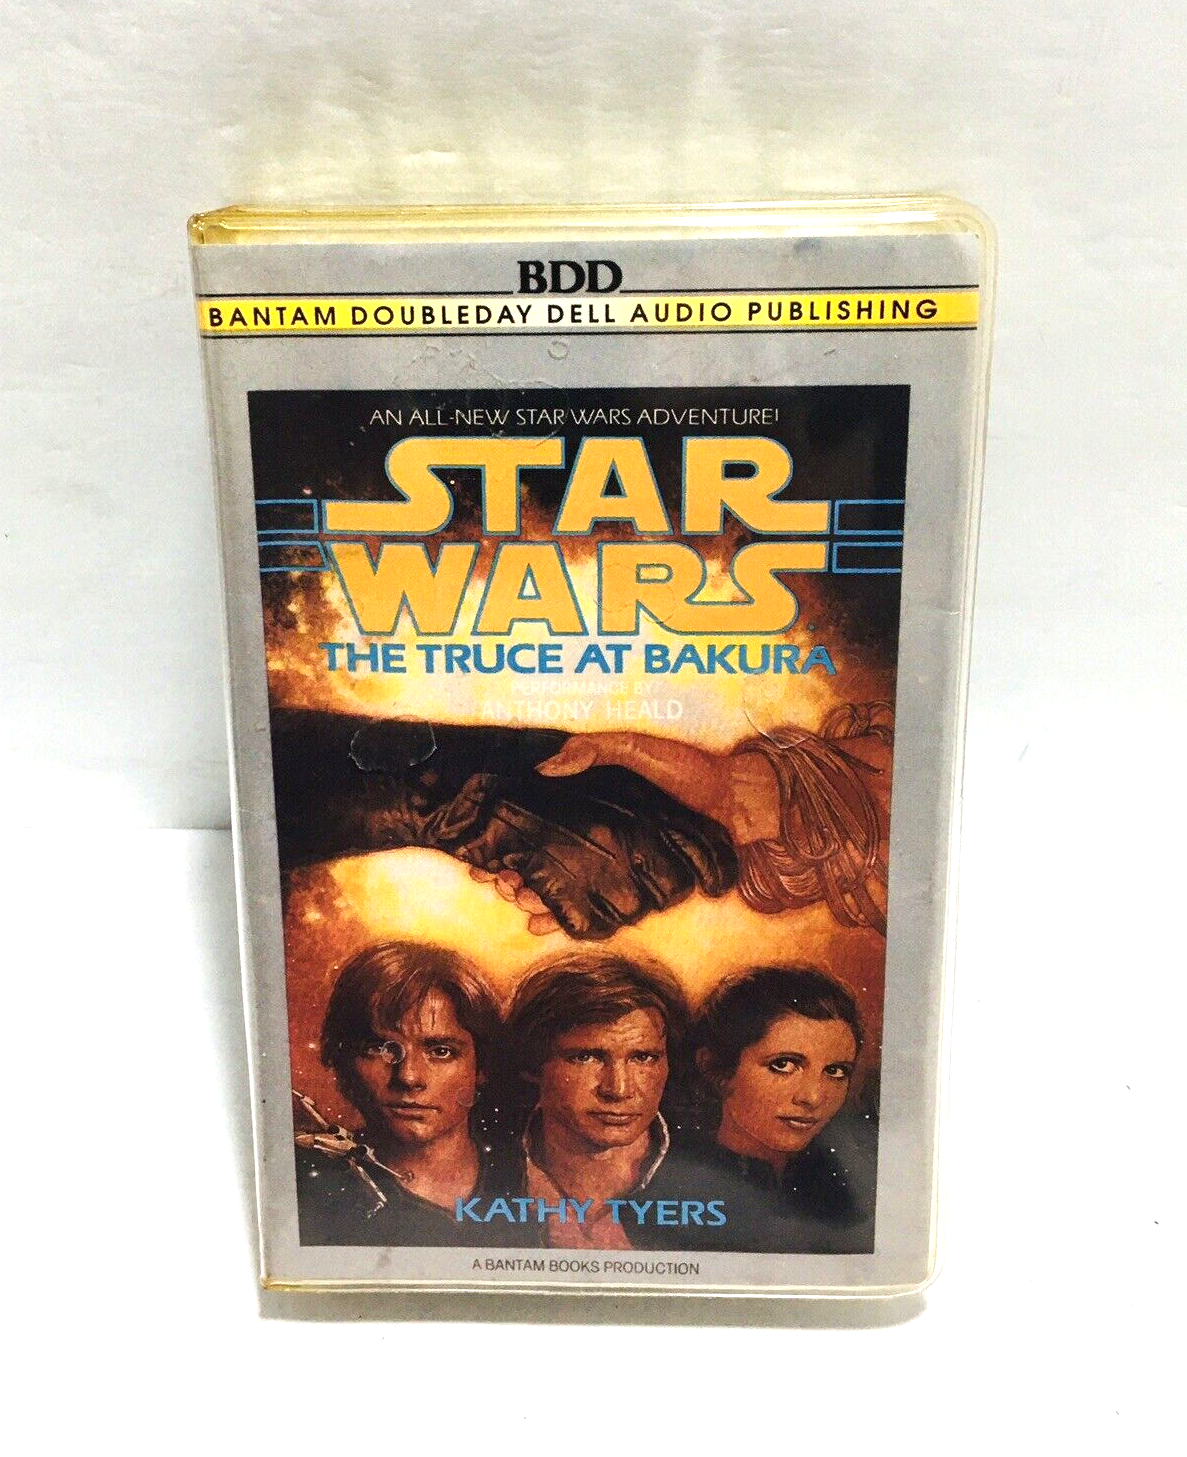 BDD
BANTAM DOUBLEDAY DELL AUDIO PUBLISHING
AN ALL-NEW STAR WARS ADVENTURE!
STAR
WARS
THE TRUCE AT BAKURA
PERFORMANCE BY
ANTHONY HEALD
KATHY TYERS
A BANTAM BOOKS PRODUCTION